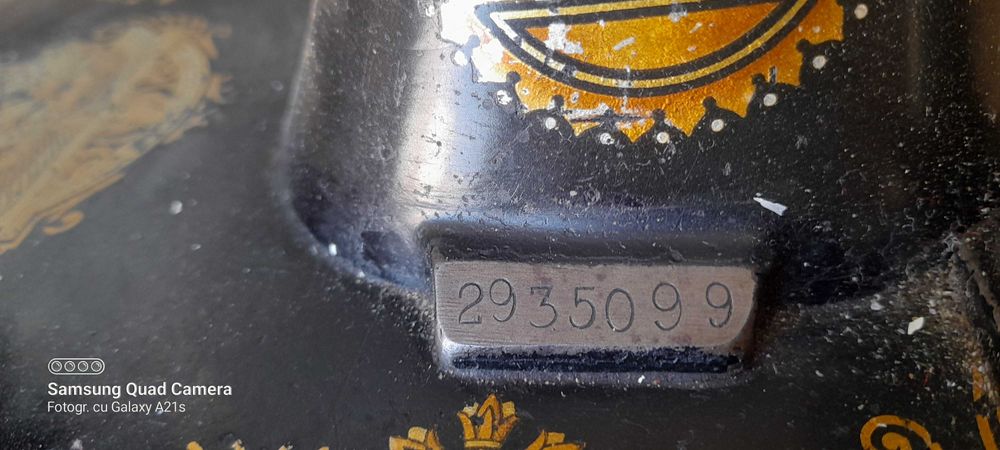 2935099
Samsung Quad Camera
Fotogr. cu Galaxy A21s